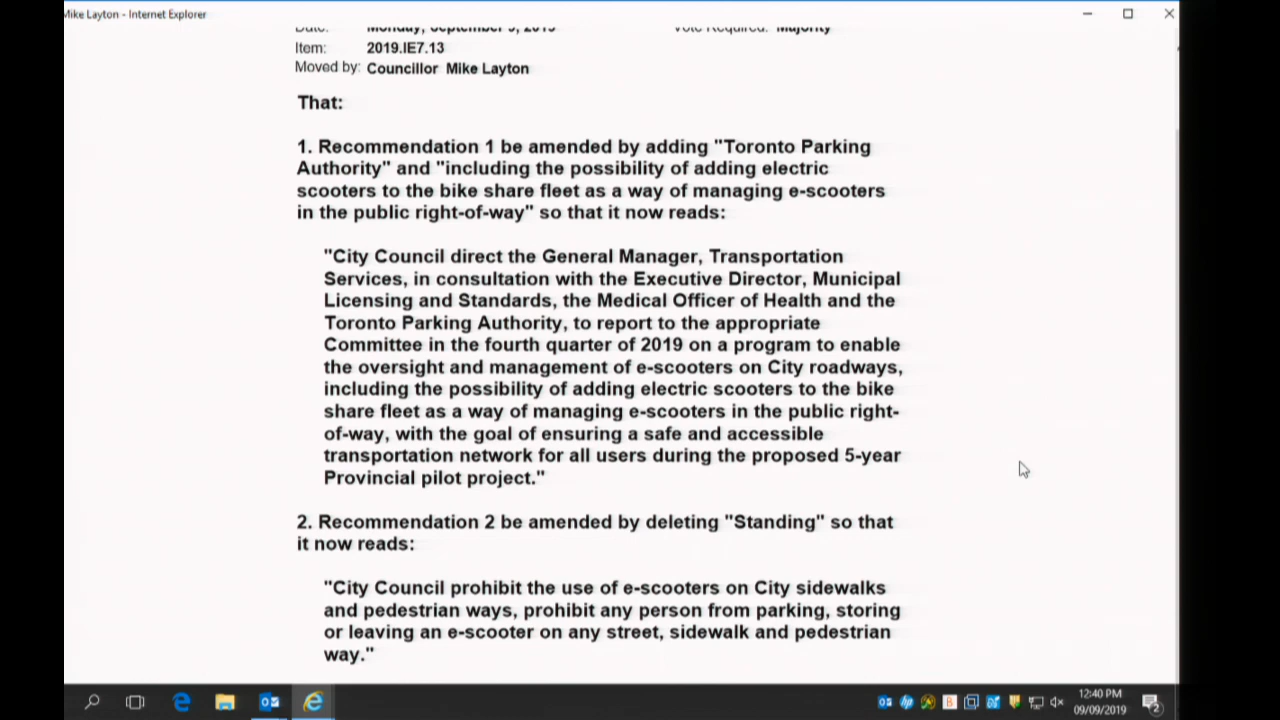 Mike Layton - Internet Explorer
Date: Monday, September 9, 2019 Vote Required: Majority
Item: 2019.IE7.13
Moved by: Councillor Mike Layton
That:
1. Recommendation 1 be amended by adding "Toronto Parking
Authority" and "including the possibility of adding electric
scooters to the bike share fleet as a way of managing e-scooters
in the public right-of-way" so that it now reads:
"City Council direct the General Manager, Transportation
Services, in consultation with the Executive Director, Municipal
Licensing and Standards, the Medical Officer of Health and the
Toronto Parking Authority, to report to the appropriate
Committee in the fourth quarter of 2019 on a program to enable
the oversight and management of e-scooters on City roadways,
including the possibility of adding electric scooters to the bike
share fleet as a way of managing e-scooters in the public right-
of-way, with the goal of ensuring a safe and accessible
transportation network for all users during the proposed 5-year
Provincial pilot project."
2. Recommendation 2 be amended by deleting "Standing" so that
it now reads:
"City Council prohibit the use of e-scooters on City sidewalks
and pedestrian ways, prohibit any person from parking, storing
or leaving an e-scooter on any street, sidewalk and pedestrian
way."
12:40 PM
09/09/2019
2